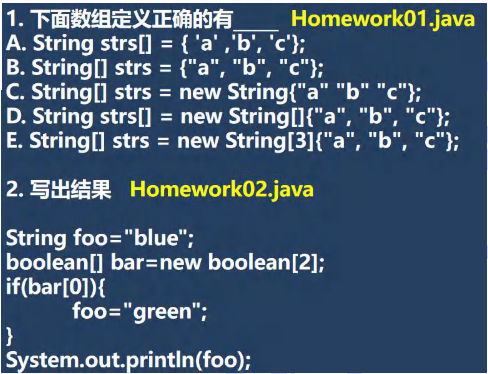 1. 下面数组定义正确的有____ Homework01.java
A. String strs[] = { 'a' ,'b', 'c'};
B. String[] strs = {"a", "b", "c"};
C. String[] strs = new String{"a" "b" "c"};
D. String strs[] = new String[]{"a", "b", "c"};
E. String[] strs = new String[3]{"a", "b", "c"};
2. 写出结果 Homework02.java
String foo="blue";
boolean[] bar=new boolean[2];
if(bar[0]){
foo="green";
}
System.out.println(foo);